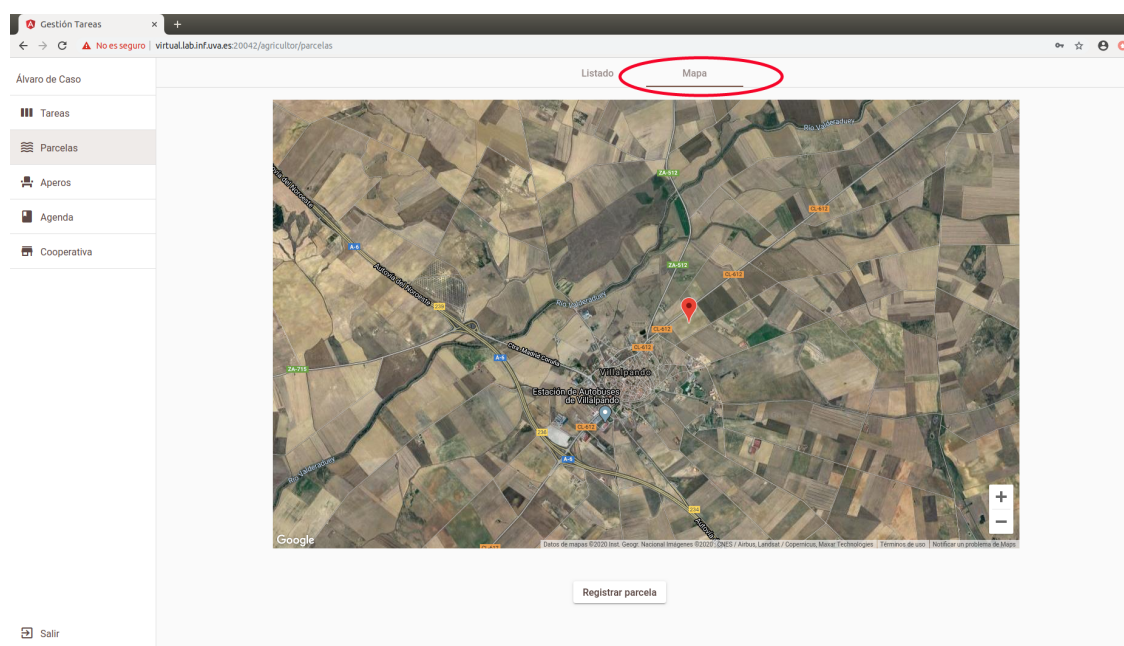 Gestión Tareas
No es seguro
virtual.lab.inf.uva.es:20042/agricultor/parcelas
Álvaro de Caso
Tareas
Parcelas
Aperos
Agenda
Cooperativa
Salir
Listado
Mapa
Río Valderaduey
ZA-512
CL-612
A-6
Autovía del Noroeste
239
ZA-512
CL-612
Río Valderaduey
CL-612
CL-612
Ctra. Madrid Coruña
A-6
ZA-715
Villalpando
Estación de Autobuses
de Villalpando
CL-612
236
A-6
Río Valderaduey
234
Google
Datos de mapas ©2020 Inst. Geogr. Nacional Imágenes ©2020 , CNES / Airbus, Landsat / Copernicus, Maxar Technologies
Términos de uso
Notificar un problema de Maps
Registrar parcela